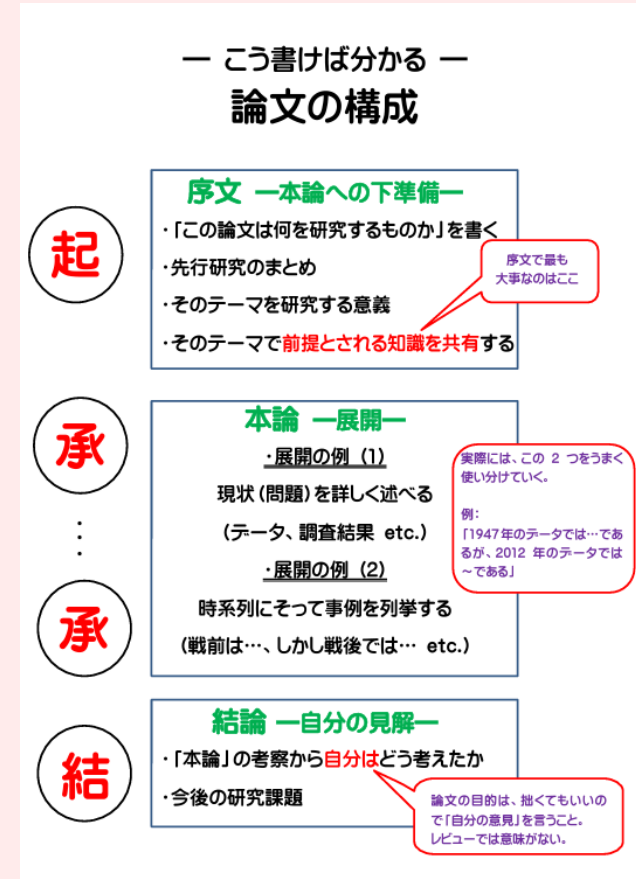 ― こう書けば分かる ―
論文の構成
起
序文 ―本論への下準備―
・「この論文は何を研究するものか」を書く
・先行研究のまとめ
・そのテーマを研究する意義
・そのテーマで前提とされる知識を共有する
序文で最も
大事なのはここ
承
⋮
承
本論 ―展開―
・展開の例（1）
現状（問題）を詳しく述べる
（データ、調査結果 etc.）
・展開の例（2）
時系列にそって事例を列挙する
（戦前は…、しかし戦後では… etc.）
実際には、この 2 つをうまく
使い分けていく。
例：
「1947年のデータでは…であ
るが、2012 年のデータでは
～である」
結
結論 ―自分の見解―
・「本論」の考察から自分はどう考えたか
・今後の研究課題
論文の目的は、拙くてもいいの
で「自分の意見」を言うこと。
レビューでは意味がない。